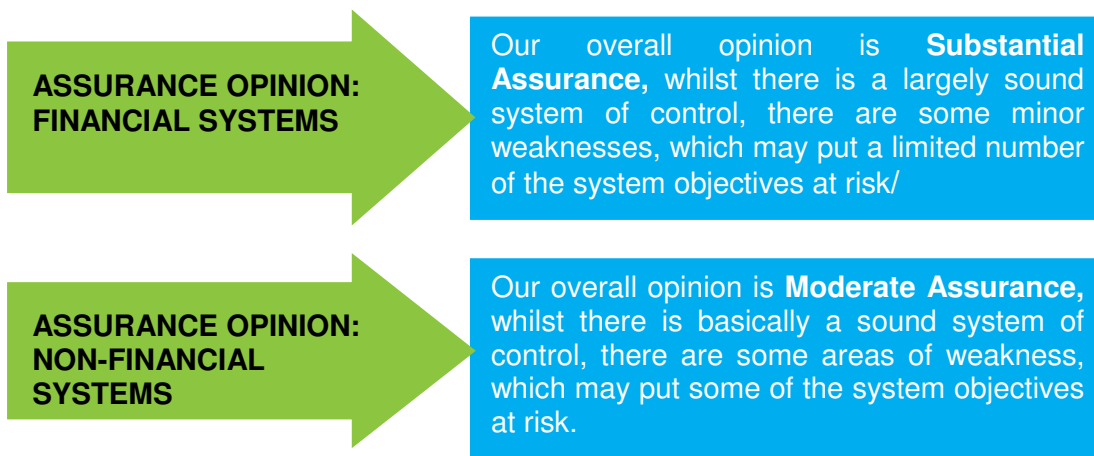 ASSURANCE OPINION:
FINANCIAL SYSTEMS
Our overall opinion is Substantial
Assurance, whilst there is a largely sound
system of control, there are some minor
weaknesses, which may put a limited number
of the system objectives at risk/
ASSURANCE OPINION:
NON-FINANCIAL
SYSTEMS
Our overall opinion is Moderate Assurance,
whilst there is basically a sound system of
control, there are some areas of weakness,
which may put some of the system objectives
at risk.